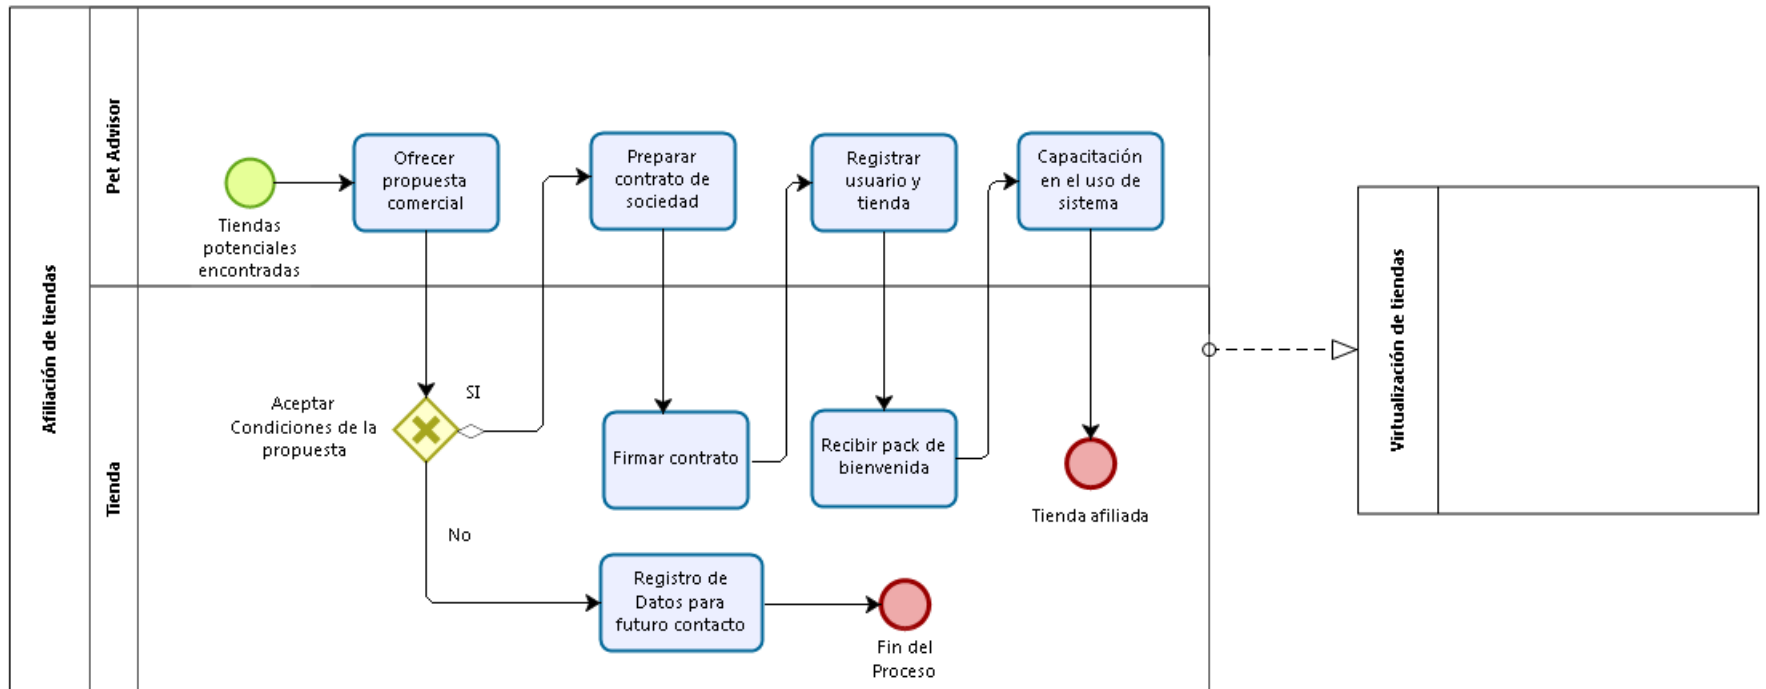 Afiliación de tiendas
Pet Advisor
Tiendas
potenciales
encontradas
Ofrecer
propuesta
comercial
Preparar
contrato de
sociedad
Registrar
usuario y
tienda
Capacitación
en el uso de
sistema
Tienda
Aceptar
Condiciones de la
propuesta
SI
No
Firmar contrato
Recibir pack de
bienvenida
Tienda afiliada
Registro de
Datos para
futuro contacto
Fin del
Proceso
Virtualización de tiendas